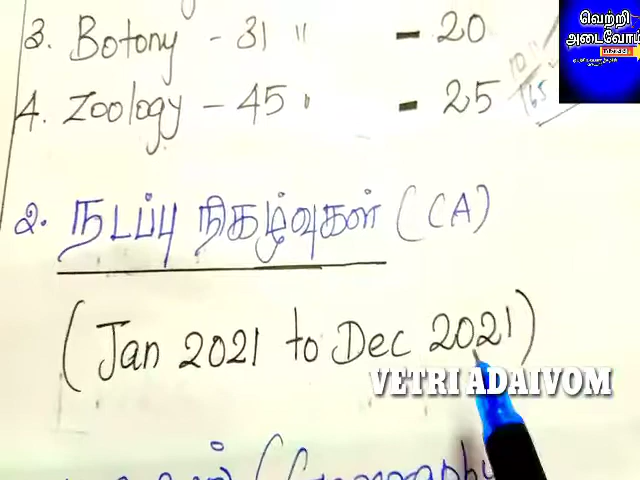 3. Botony - 31 " - 20
4. Zoology - 45 " - 25
2. நடப்பு நிகழ்வுகள் (CA)
(Jan 2021 to Dec 2021)
வெற்றி
அடைவோம்
VETRI ADAIVOM